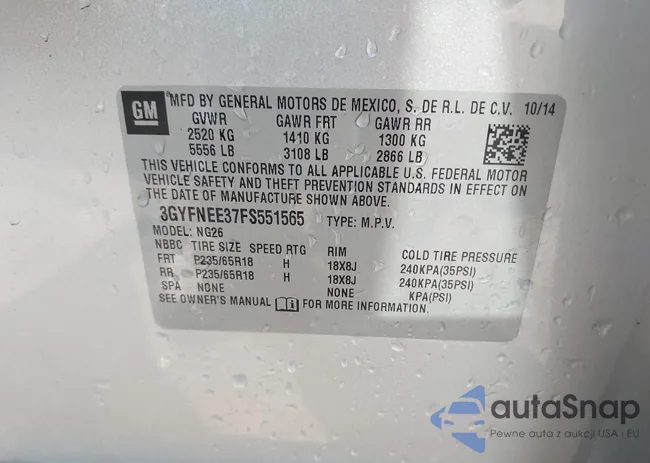 GM
MFD BY GENERAL MOTORS DE MEXICO, S. DE R.L. DE C.V. 10/14
GVWR GAWR FRT GAWR RR
2520 KG 1410 KG 1300 KG
5556 LB 3108 LB 2866 LB
THIS VEHICLE CONFORMS TO ALL APPLICABLE U.S. FEDERAL MOTOR
VEHICLE SAFETY AND THEFT PREVENTION STANDARDS IN EFFECT ON
THE DATE OF MANUFACTURE SHOWN ABOVE.
3GYFNEE37FS551565 TYPE: M.P.V.
MODEL: NG26
NBBC TIRE SIZE SPEED RTG RIM COLD TIRE PRESSURE
FRT P235/65R18 H 18X8J 240KPA(35PSI)
RR P235/65R18 H 18X8J 240KPA(35PSI)
SPA NONE NONE KPA(PSI)
SEE OWNER'S MANUAL FOR MORE INFORMATION.
autoSnap
Pewne auta z aukcji USA · EU